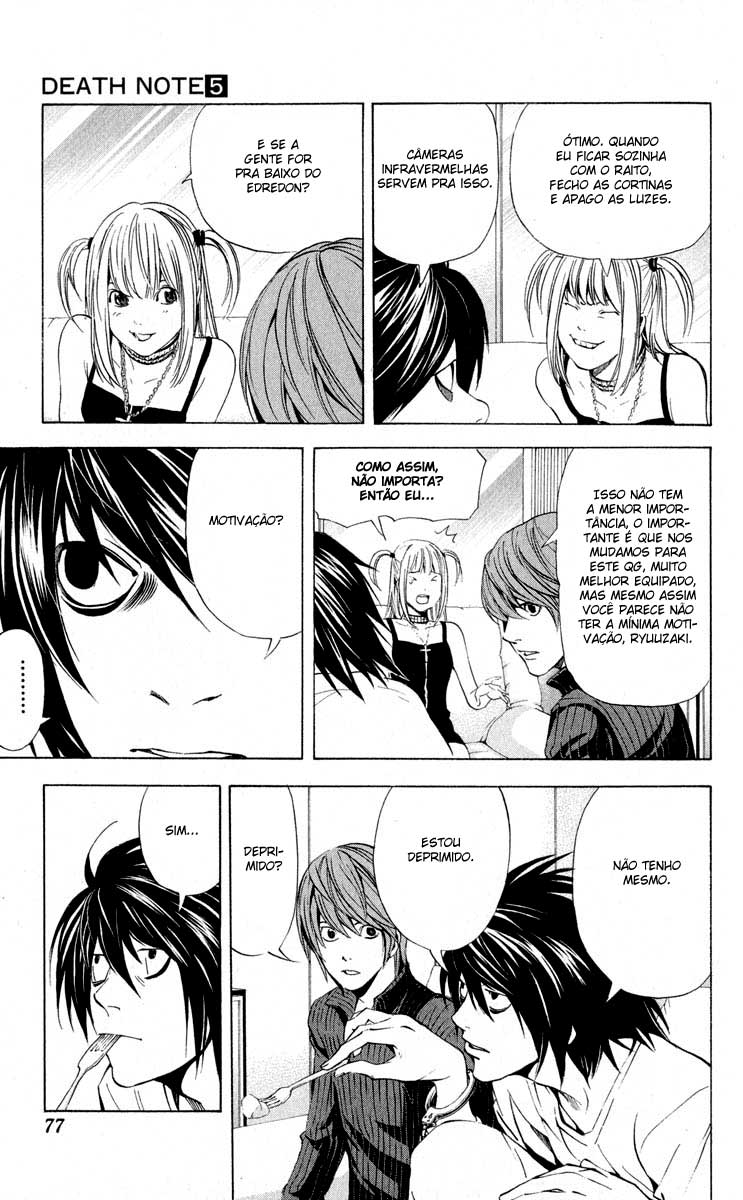 DEATH NOTE 5
ÓTIMO. QUANDO
EU FICAR SOZINHA
COM O RAITO,
FECHO AS CORTINAS
E APAGO AS LUZES.
CÂMERAS
INFRAVERMELHAS
SERVEM PRA ISSO.
E SE A
GENTE FOR
PRA BAIXO DO
EDREDON?
ISSO NÃO TEM
A MENOR IMPOR-
TÂNCIA, O IMPOR-
TANTE É QUE NOS
MUDAMOS PARA
ESTE QG, MUITO
MELHOR EQUIPADO,
MAS MESMO ASSIM
VOCÊ PARECE NÃO
TER A MÍNIMA MOTI-
VAÇÃO, RYUUZAKI.
COMO ASSIM,
NÃO IMPORTA?
ENTÃO EU...
MOTIVAÇÃO?
.........
NÃO TENHO
MESMO.
ESTOU
DEPRIMIDO.
DEPRI-
MIDO?
SIM...
77